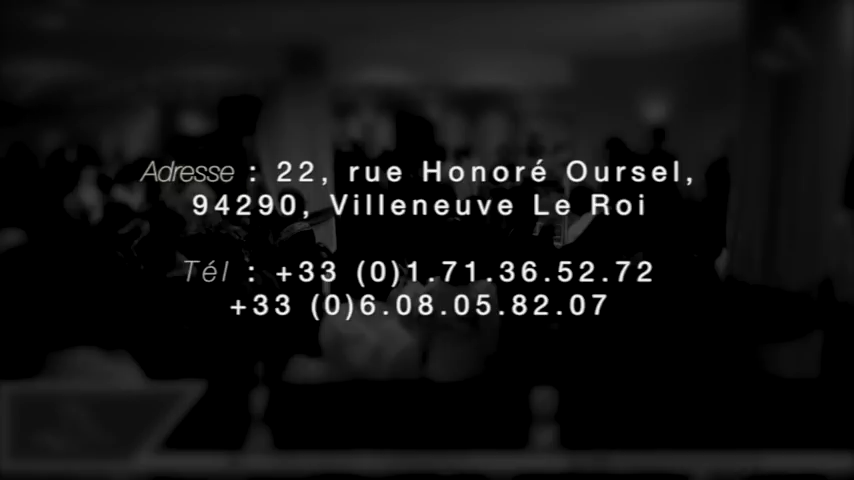 Adresse : 22, rue Honoré Oursel,
94290, Villeneuve Le Roi
Tél : +33 (0)1.71.36.52.72
+33 (0)6.08.05.82.07